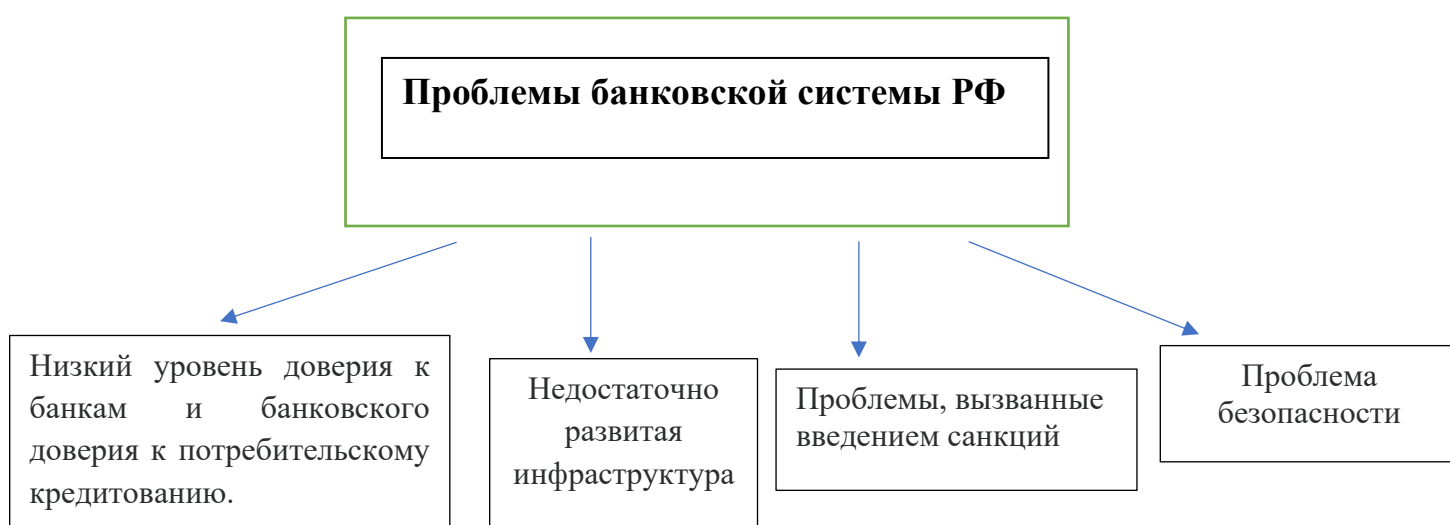 Проблемы банковской системы РФ
Низкий уровень доверия к
банкам и банковского
доверия к потребительскому
кредитованию.
Недостаточно
развитая
инфраструктура
Проблемы, вызванные
введением санкций
Проблема
безопасности